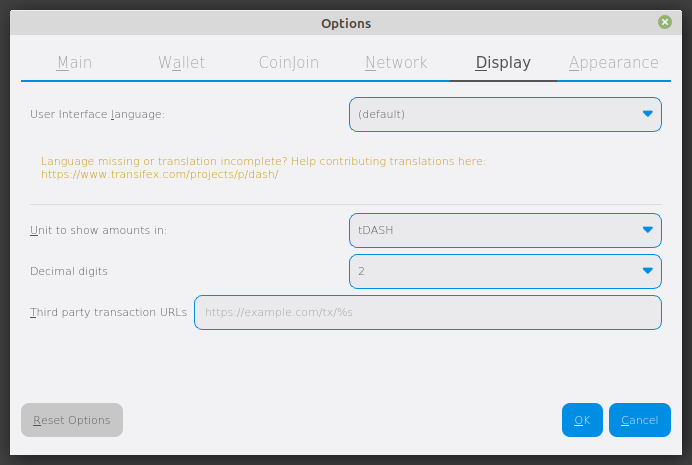 Options
Main Wallet CoinJoin Network Display Appearance
User Interface language: (default)
Language missing or translation incomplete? Help contributing translations here:
https://www.transifex.com/projects/p/dash/
Unit to show amounts in: tDASH
Decimal digits 2
Third party transaction URLs https://example.com/tx/%s
Reset Options OK Cancel